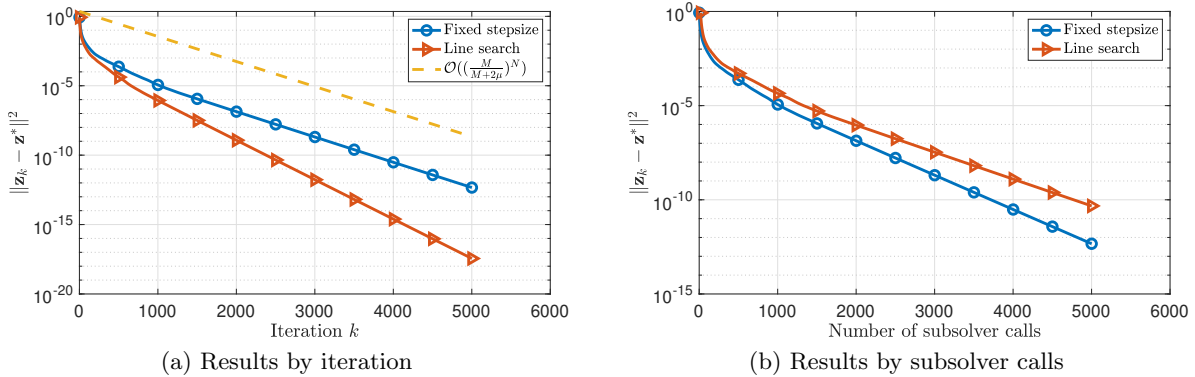 10^0
10^-5
10^-10
10^-15
10^-20
||z_k − z*||^2
0 1000 2000 3000 4000 5000 6000
Iteration k
Fixed stepsize
Line search
O((M/(M+2μ))^N)
(a) Results by iteration
10^0
10^-5
10^-10
10^-15
||z_k − z*||^2
0 1000 2000 3000 4000 5000 6000
Number of subsolver calls
Fixed stepsize
Line search
(b) Results by subsolver calls